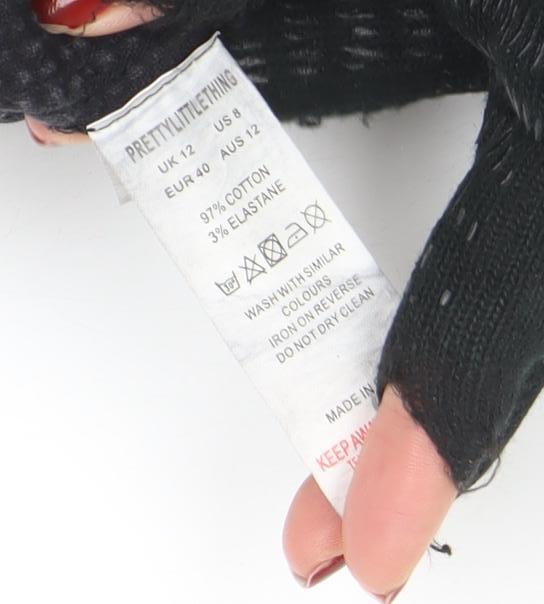 PRETTYLITTLETHING
UK 12 US 8
EUR 40 AUS 12
97% COTTON
3% ELASTANE
WASH WITH SIMILAR
COLOURS
IRON ON REVERSE
DO NOT DRY CLEAN
MADE IN
KEEP